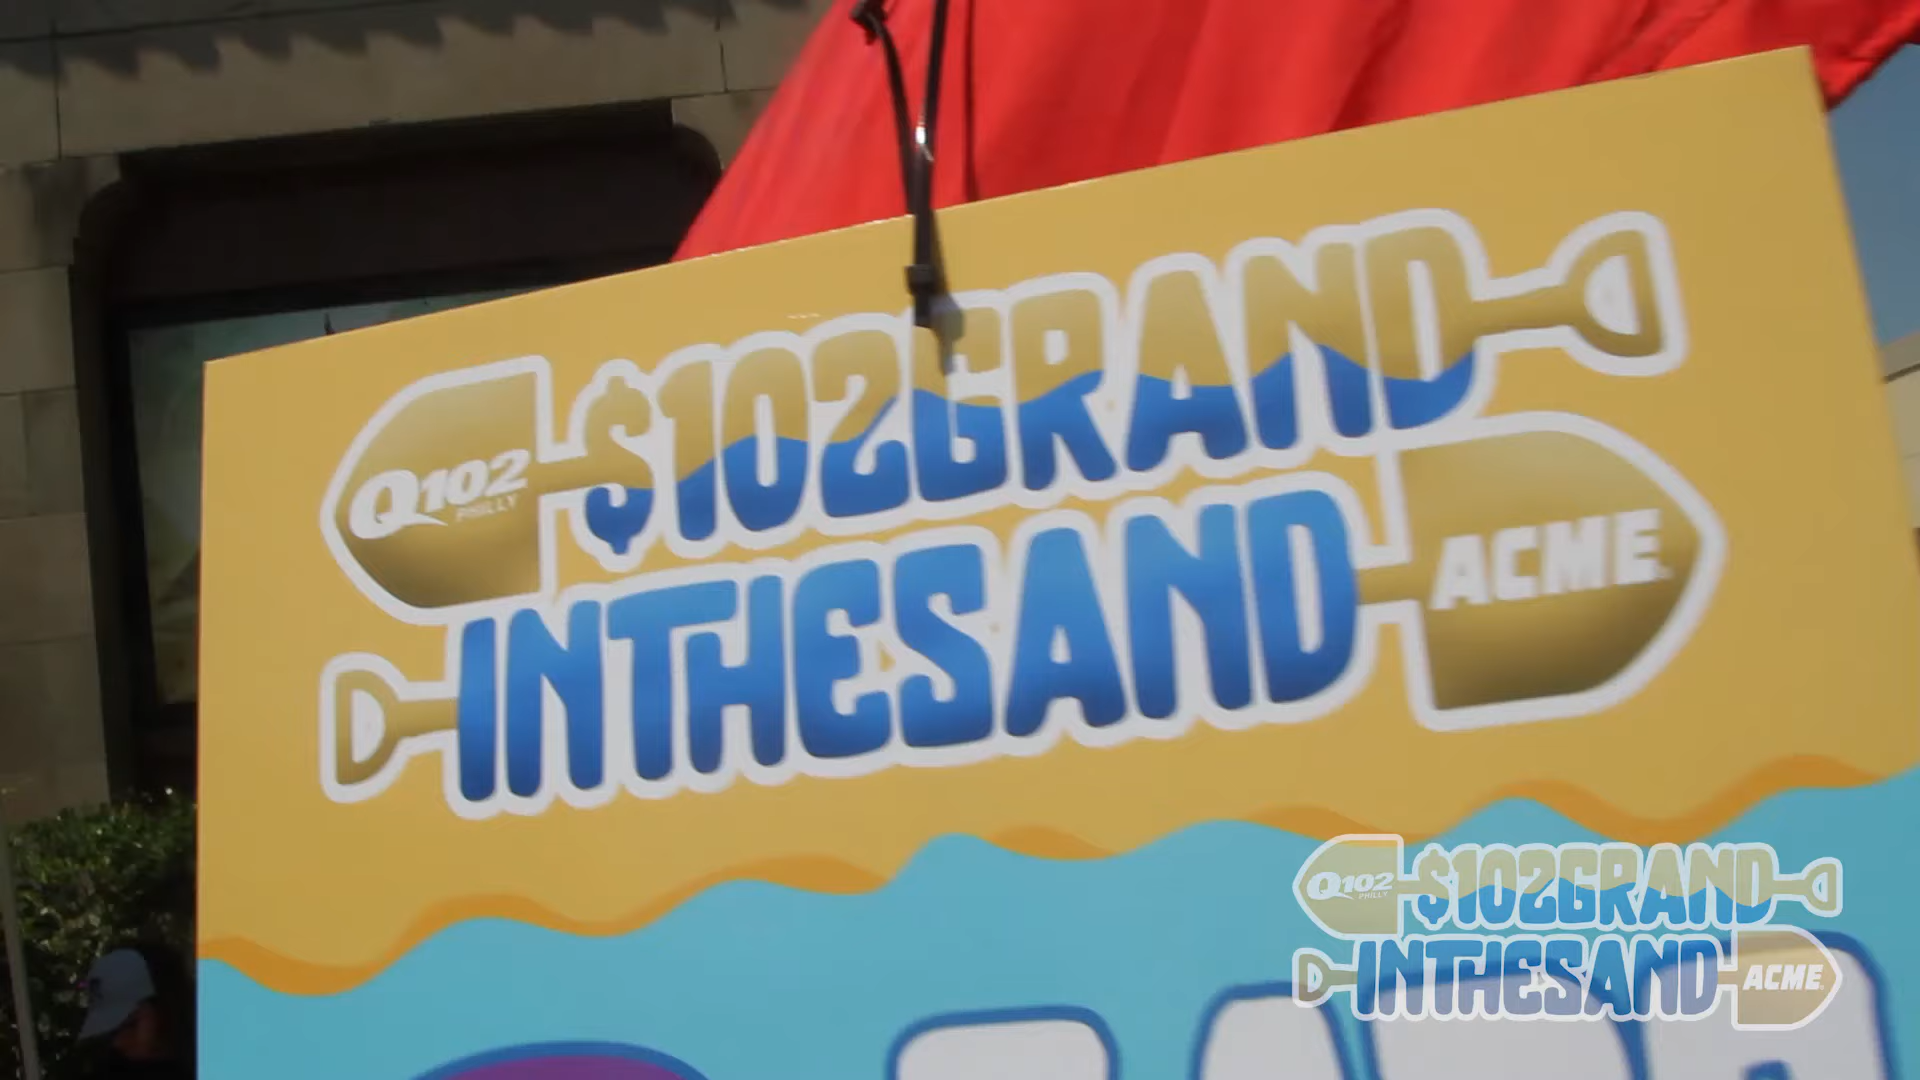 Q102
PHILLY
$102GRAND
INTHESAND
ACME
Q102
PHILLY
$102GRAND
INTHESAND
ACME